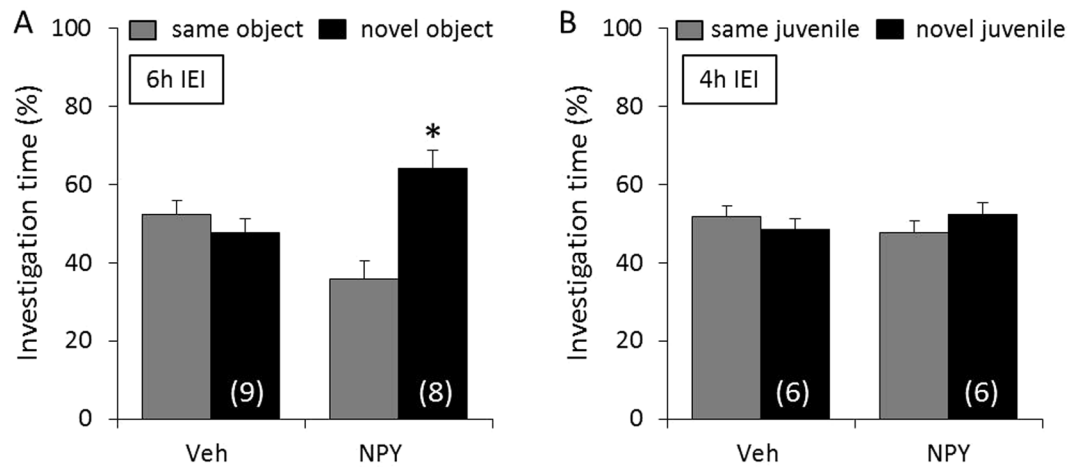 A
same object
novel object
6h IEI
Investigation time (%)
100
80
60
40
20
0
*
(9)
(8)
Veh
NPY
B
same juvenile
novel juvenile
4h IEI
Investigation time (%)
100
80
60
40
20
0
(6)
(6)
Veh
NPY